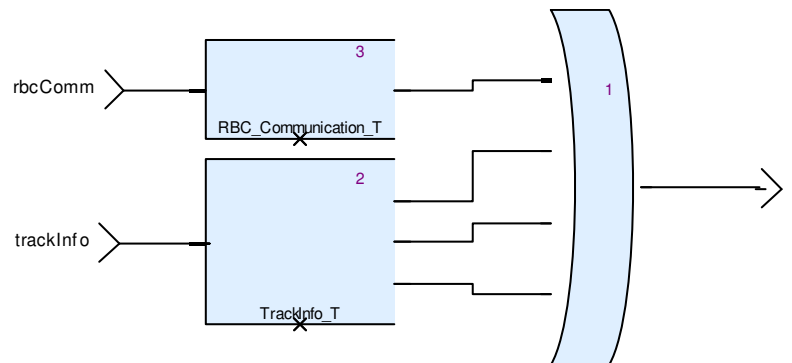 3
rbcComm
1
RBC_Communication_T
2
trackInfo
TrackInfo_T